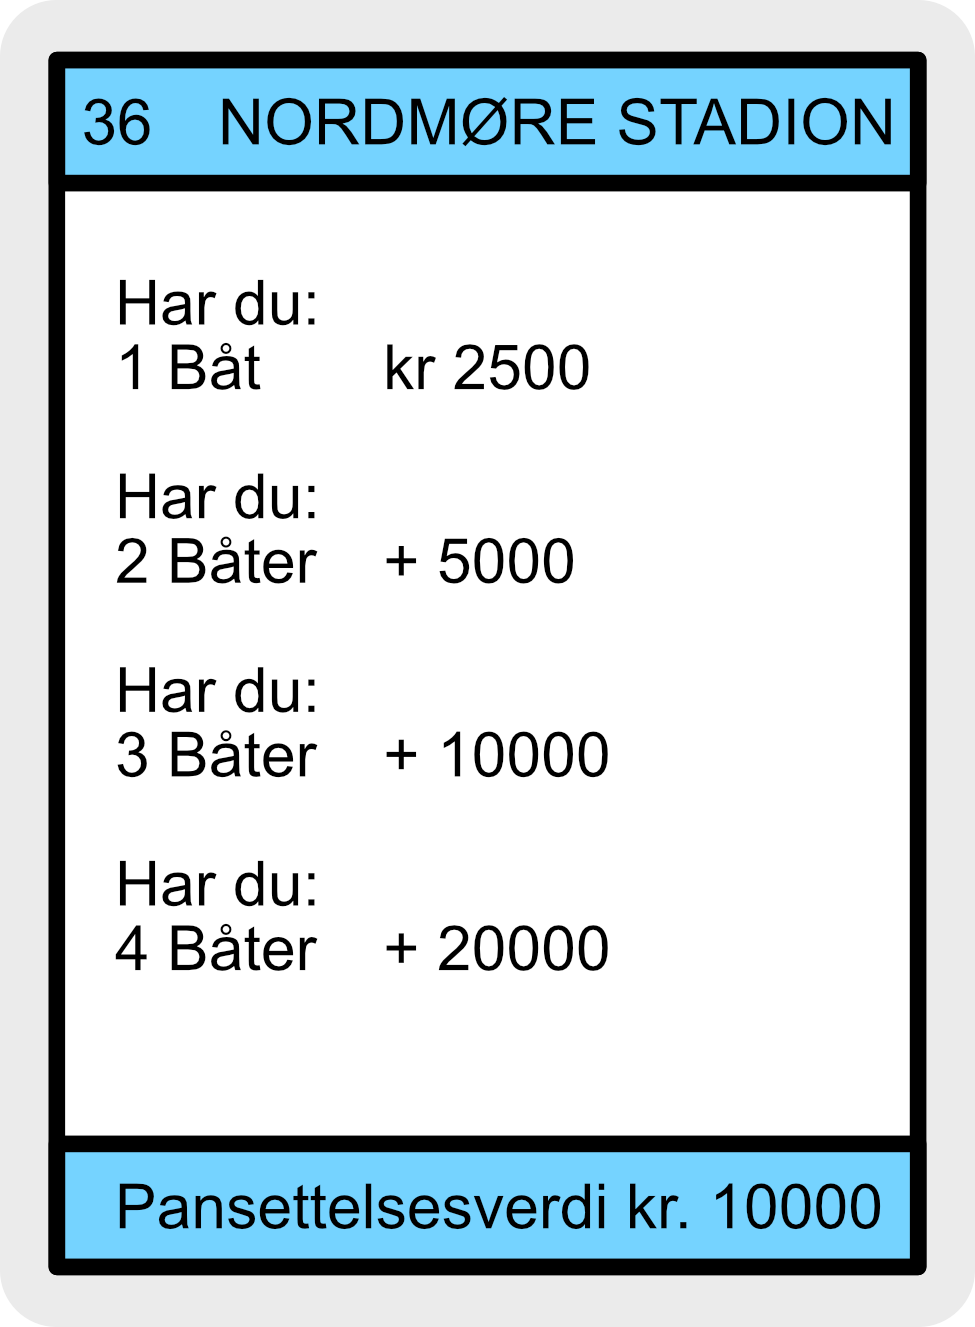 36 NORDMØRE STADION
Har du:
1 Båt kr 2500
Har du:
2 Båter + 5000
Har du:
3 Båter + 10000
Har du:
4 Båter + 20000
Pansettelsesverdi kr. 10000